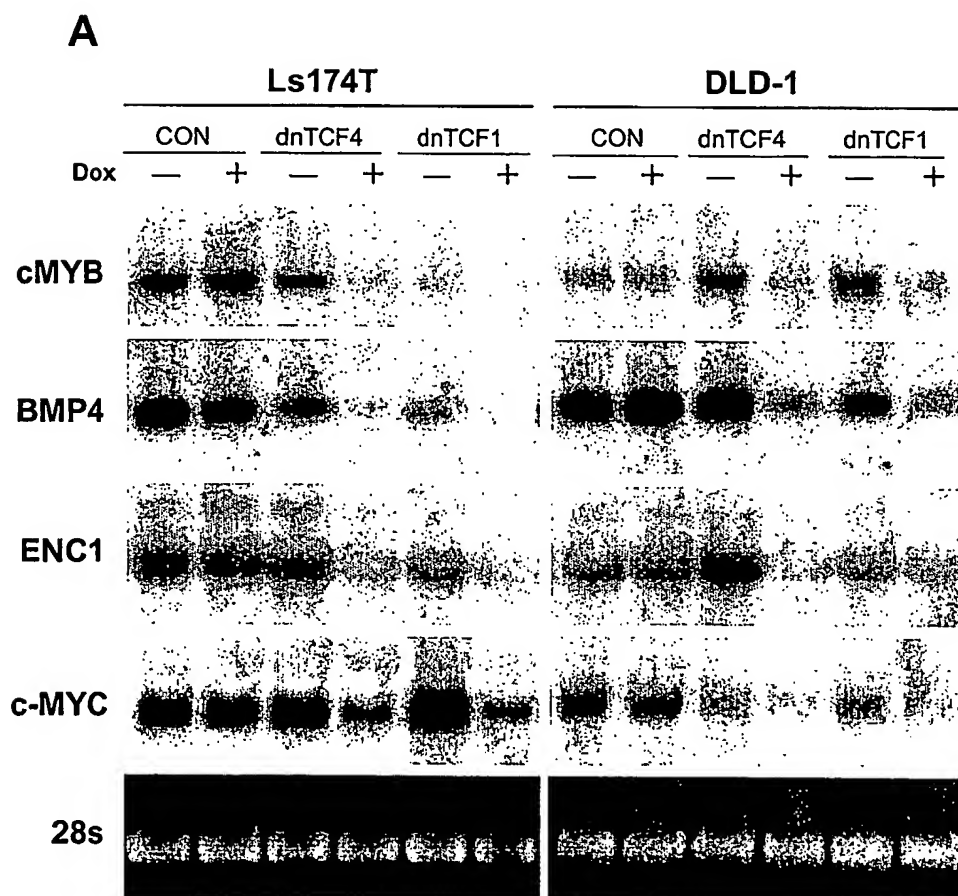 A
Ls174T DLD-1
CON dnTCF4 dnTCF1 CON dnTCF4 dnTCF1
Dox — + — + — + — + — + — +
cMYB
BMP4
ENC1
c-MYC
28s